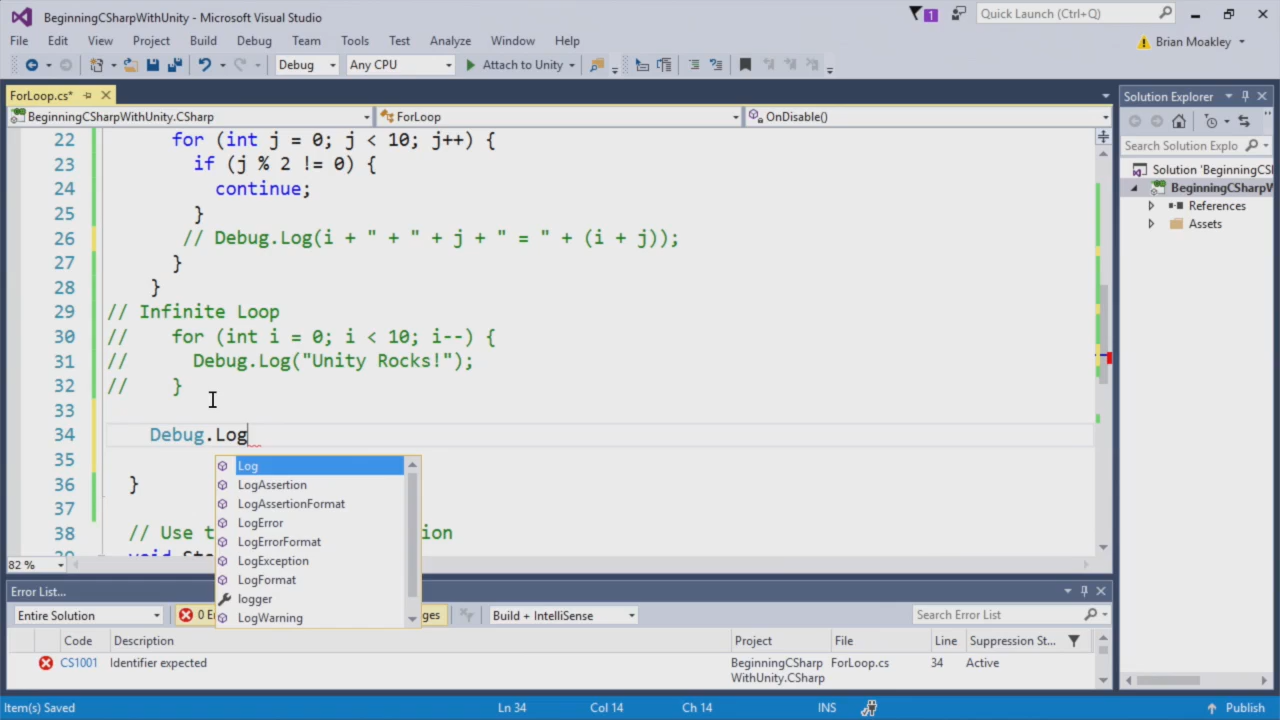 BeginningCSharpWithUnity - Microsoft Visual Studio
1
Quick Launch (Ctrl+Q)
File Edit View Project Build Debug Team Tools Test Analyze Window Help
Brian Moakley
Debug Any CPU Attach to Unity
ForLoop.cs*
BeginningCSharpWithUnity.CSharp ForLoop OnDisable()
22 for (int j = 0; j < 10; j++) {
23 if (j % 2 != 0) {
24 continue;
25 }
26 // Debug.Log(i + " + " + j + " = " + (i + j));
27 }
28 }
29 // Infinite Loop
30 // for (int i = 0; i < 10; i--) {
31 // Debug.Log("Unity Rocks!");
32 // }
33
34 Debug.Log
35
36 }
37
38 // Use t
Log
LogAssertion
LogAssertionFormat
LogError
LogErrorFormat
LogException
LogFormat
logger
LogWarning
82 %
Solution Explorer
Search Solution Explo
Solution 'BeginningCS
BeginningCSharpW
References
Assets
Error List...
Entire Solution 0 E ges Build + IntelliSense Search Error List
Code Description Project File Line Suppression St...
CS1001 Identifier expected BeginningCSharp ForLoop.cs 34 Active
WithUnity.CSharp
Item(s) Saved Ln 34 Col 14 Ch 14 INS Publish